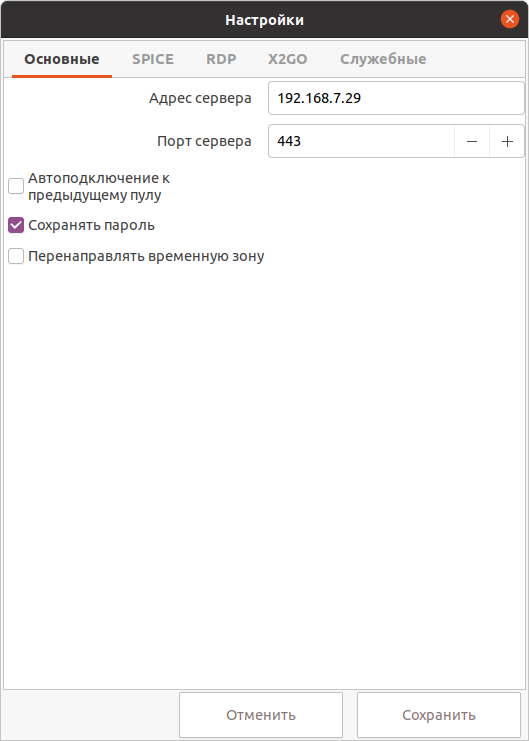 Настройки
Основные SPICE RDP X2GO Служебные
Адрес сервера 192.168.7.29
Порт сервера 443
Автоподключение к
предыдущему пулу
Сохранять пароль
Перенаправлять временную зону
Отменить Сохранить